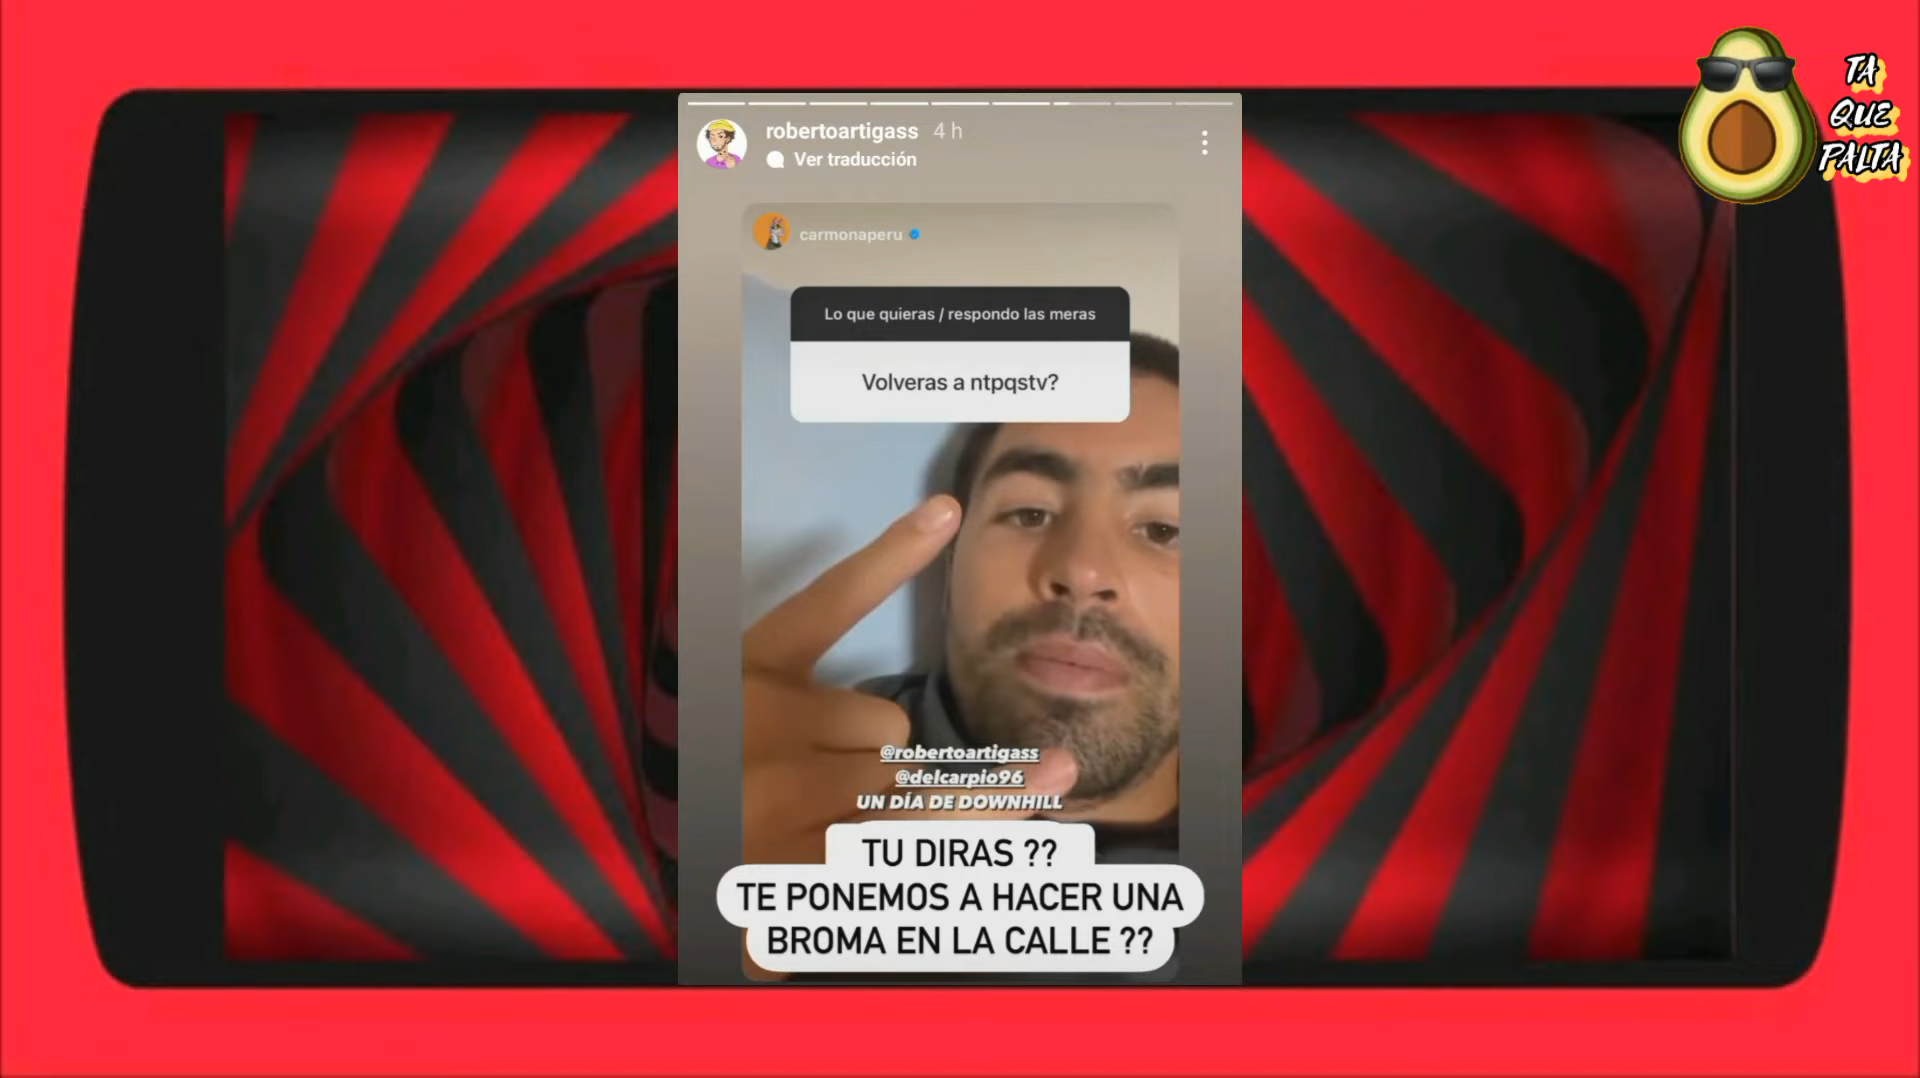 robertoartigass 4 h
Ver traducción
carmonaperu
Lo que quieras / respondo las meras
Volveras a ntpqstv?
@robertoartigass
@delcarpio96
UN DÍA DE DOWNHILL
TU DIRAS ??
TE PONEMOS A HACER UNA
BROMA EN LA CALLE ??
TA
QUE
PALTA